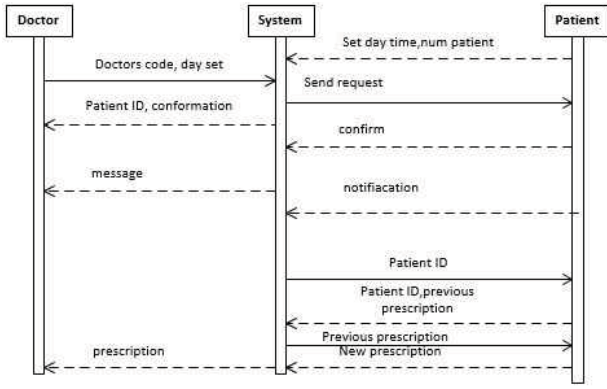 Doctor
System
Patient
Set day time,num patient
Doctors code, day set
Send request
Patient ID, conformation
confirm
message
notifiacation
Patient ID
Patient ID,previous
prescription
Previous prescription
prescription
New prescription